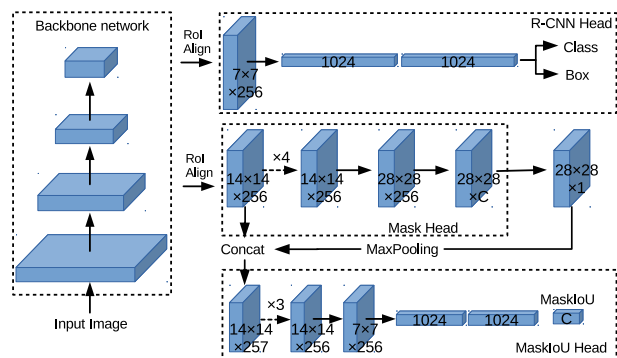 Backbone network
Input Image
RoI
Align
R-CNN Head
7×7
×256
1024
1024
Class
Box
RoI
Align
14×14
×256
×4
14×14
×256
28×28
×256
28×28
×C
28×28
×1
Mask Head
Concat
MaxPooling
14×14
×257
×3
14×14
×256
7×7
×256
1024
1024
MaskIoU
C
MaskIoU Head